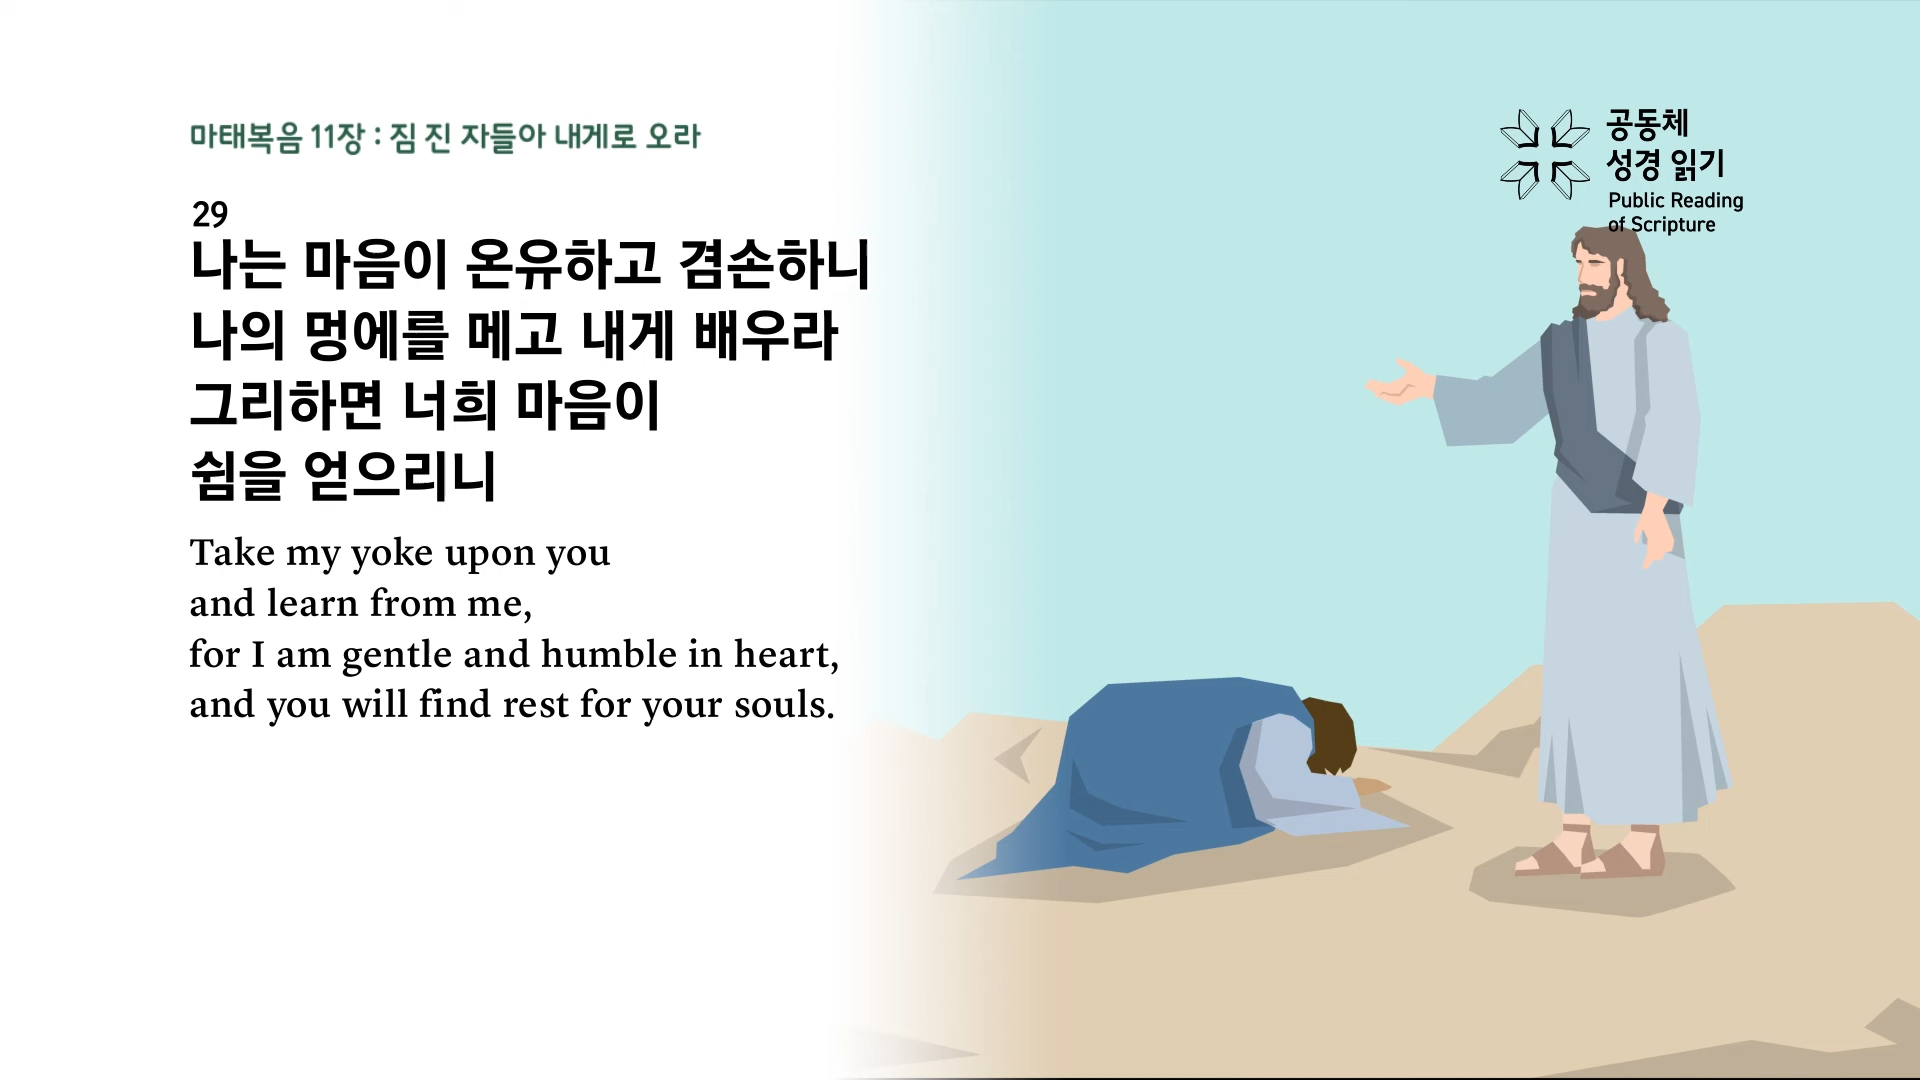 마태복음 11장 : 짐 진 자들아 내게로 오라
29
나는 마음이 온유하고 겸손하니
나의 멍에를 메고 내게 배우라
그리하면 너희 마음이
쉼을 얻으리니
Take my yoke upon you
and learn from me,
for I am gentle and humble in heart,
and you will find rest for your souls.
공동체
성경 읽기
Public Reading
of Scripture